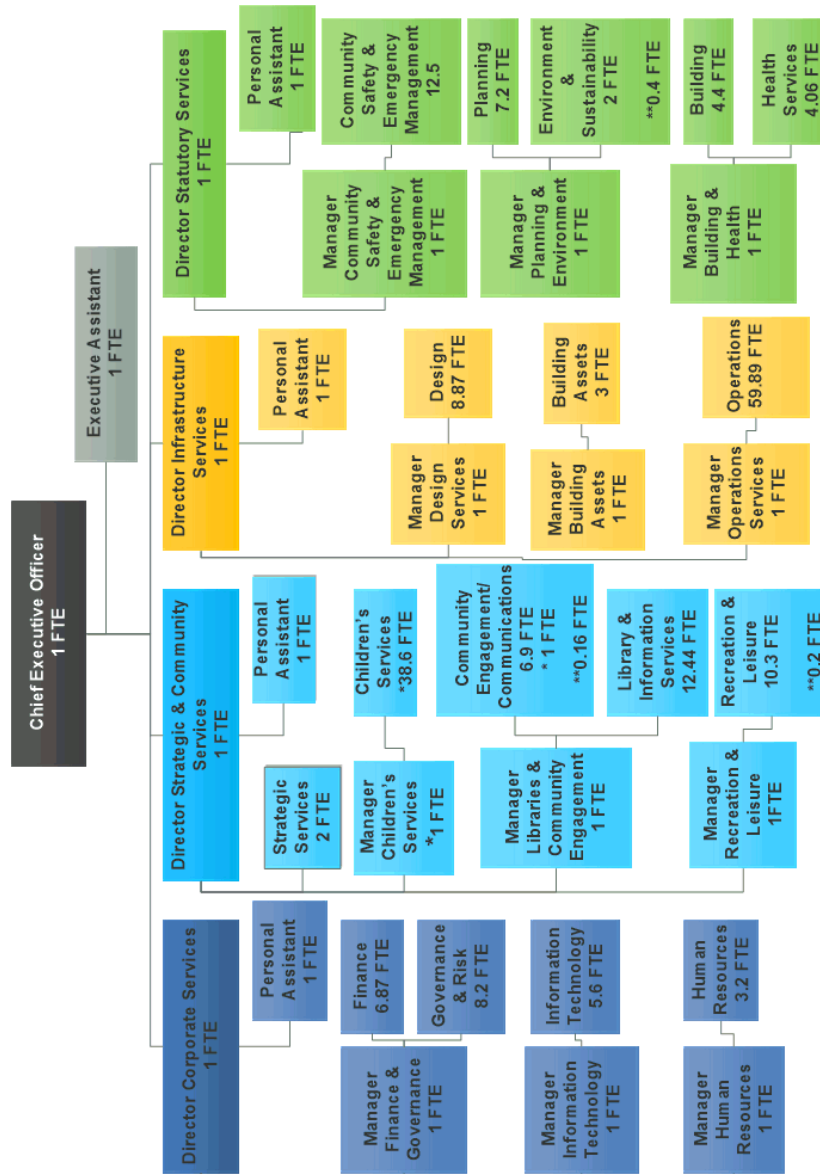 Chief Executive Officer
1 FTE
Executive Assistant
1 FTE
Director Corporate Services
1 FTE
Personal
Assistant
1 FTE
Manager
Finance &
Governance
1 FTE
Finance
6.87 FTE
Governance
& Risk
8.2 FTE
Manager
Information
Technology
1 FTE
Information
Technology
5.6 FTE
Manager
Human
Resources
1 FTE
Human
Resources
3.2 FTE
Director Strategic & Community
Services
1 FTE
Personal
Assistant
1 FTE
Strategic
Services
2 FTE
Manager
Children's
Services
*1 FTE
Children's
Services
*38.6 FTE
Manager
Libraries &
Community
Engagement
1 FTE
Community
Engagement/
Communications
6.9 FTE
* 1 FTE
**0.16 FTE
Library &
Information
Services
12.44 FTE
Manager
Recreation &
Leisure
1FTE
Recreation &
Leisure
10.3 FTE
**0.2 FTE
Director Infrastructure
Services
1 FTE
Personal
Assistant
1 FTE
Manager
Design
Services
1 FTE
Design
8.87 FTE
Manager
Building
Assets
1 FTE
Building
Assets
3 FTE
Manager
Operations
Services
1 FTE
Operations
59.89 FTE
Director Statutory Services
1 FTE
Personal
Assistant
1 FTE
Manager
Community
Safety &
Emergency
Management
1 FTE
Community
Safety &
Emergency
Management
12.5
Manager
Planning &
Environment
1 FTE
Planning
7.2 FTE
Environment
&
Sustainability
2 FTE
**0.4 FTE
Manager
Building &
Health
1 FTE
Building
4.4 FTE
Health
Services
4.06 FTE